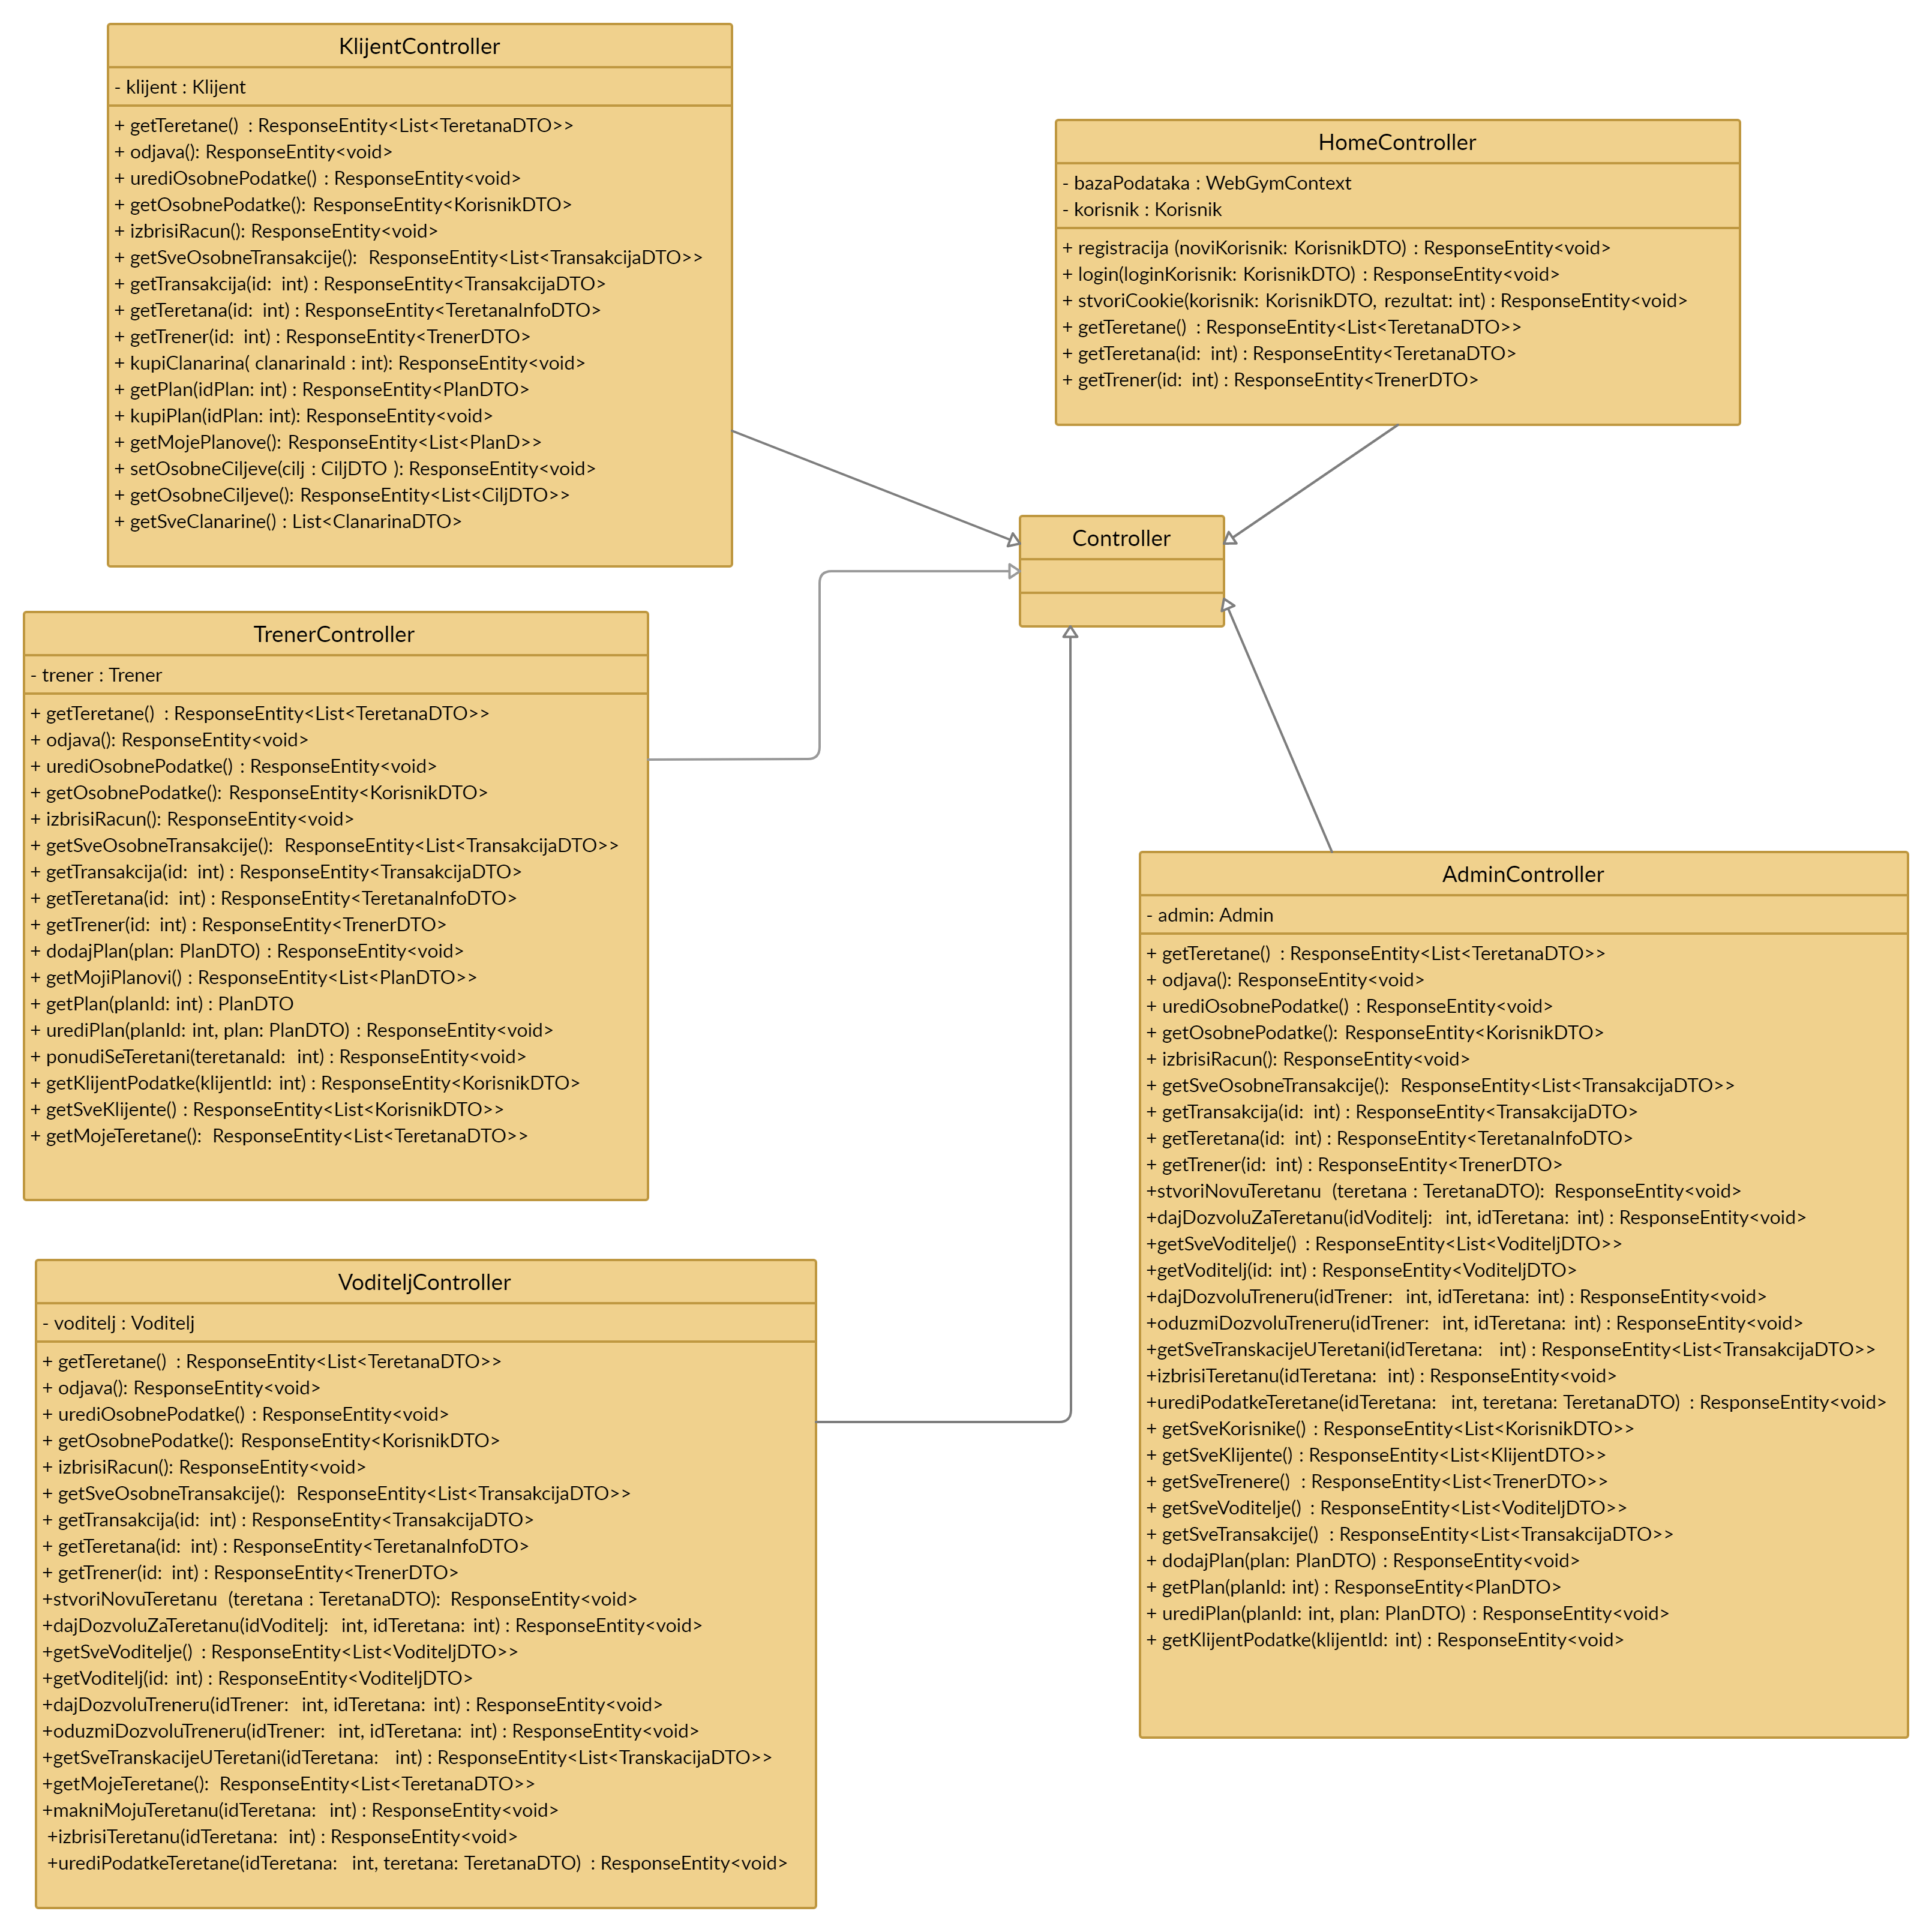 KlijentController
- klijent : Klijent
+ getTeretane()  : ResponseEntity<List<TeretanaDTO>>
+ odjava(): ResponseEntity<void>
+ urediOsobnePodatke() : ResponseEntity<void>
+ getOsobnePodatke(): ResponseEntity<KorisnikDTO>
+ izbrisiRacun(): ResponseEntity<void>
+ getSveOsobneTransakcije():  ResponseEntity<List<TransakcijaDTO>>
+ getTransakcija(id:  int) : ResponseEntity<TransakcijaDTO>
+ getTeretana(id:  int) : ResponseEntity<TeretanaInfoDTO>
+ getTrener(id:  int) : ResponseEntity<TrenerDTO>
+ kupiClanarina( clanarinaId : int): ResponseEntity<void>
+ getPlan(idPlan: int) : ResponseEntity<PlanDTO>
+ kupiPlan(idPlan: int): ResponseEntity<void>
+ getMojePlanove(): ResponseEntity<List<PlanD>>
+ setOsobneCiljeve(cilj : CiljDTO ): ResponseEntity<void>
+ getOsobneCiljeve(): ResponseEntity<List<CiljDTO>>
+ getSveClanarine() : List<ClanarinaDTO>
HomeController
- bazaPodataka : WebGymContext
- korisnik : Korisnik
+ registracija (noviKorisnik: KorisnikDTO) : ResponseEntity<void>
+ login(loginKorisnik: KorisnikDTO) : ResponseEntity<void>
+ stvoriCookie(korisnik: KorisnikDTO, rezultat: int) : ResponseEntity<void>
+ getTeretane()  : ResponseEntity<List<TeretanaDTO>>
+ getTeretana(id:  int) : ResponseEntity<TeretanaDTO>
+ getTrener(id:  int) : ResponseEntity<TrenerDTO>
Controller
TrenerController
- trener : Trener
+ getTeretane()  : ResponseEntity<List<TeretanaDTO>>
+ odjava(): ResponseEntity<void>
+ urediOsobnePodatke() : ResponseEntity<void>
+ getOsobnePodatke(): ResponseEntity<KorisnikDTO>
+ izbrisiRacun(): ResponseEntity<void>
+ getSveOsobneTransakcije():  ResponseEntity<List<TransakcijaDTO>>
+ getTransakcija(id:  int) : ResponseEntity<TransakcijaDTO>
+ getTeretana(id:  int) : ResponseEntity<TeretanaInfoDTO>
+ getTrener(id:  int) : ResponseEntity<TrenerDTO>
+ dodajPlan(plan: PlanDTO) : ResponseEntity<void>
+ getMojiPlanovi() : ResponseEntity<List<PlanDTO>>
+ getPlan(planId: int) : PlanDTO
+ urediPlan(planId: int, plan: PlanDTO) : ResponseEntity<void>
+ ponudiSeTeretani(teretanaId:  int) : ResponseEntity<void>
+ getKlijentPodatke(klijentId: int) : ResponseEntity<KorisnikDTO>
+ getSveKlijente() : ResponseEntity<List<KorisnikDTO>>
+ getMojeTeretane():  ResponseEntity<List<TeretanaDTO>>
AdminController
- admin: Admin
+ getTeretane()  : ResponseEntity<List<TeretanaDTO>>
+ odjava(): ResponseEntity<void>
+ urediOsobnePodatke() : ResponseEntity<void>
+ getOsobnePodatke(): ResponseEntity<KorisnikDTO>
+ izbrisiRacun(): ResponseEntity<void>
+ getSveOsobneTransakcije():  ResponseEntity<List<TransakcijaDTO>>
+ getTransakcija(id:  int) : ResponseEntity<TransakcijaDTO>
+ getTeretana(id:  int) : ResponseEntity<TeretanaInfoDTO>
+ getTrener(id:  int) : ResponseEntity<TrenerDTO>
+stvoriNovuTeretanu  (teretana : TeretanaDTO):  ResponseEntity<void>
+dajDozvoluZaTeretanu(idVoditelj:  int, idTeretana: int) : ResponseEntity<void>
+getSveVoditelje()  : ResponseEntity<List<VoditeljDTO>>
+getVoditelj(id: int) : ResponseEntity<VoditeljDTO>
+dajDozvoluTreneru(idTrener:  int, idTeretana: int) : ResponseEntity<void>
+oduzmiDozvoluTreneru(idTrener:  int, idTeretana: int) : ResponseEntity<void>
+getSveTranskacijeUTeretani(idTeretana:  int) : ResponseEntity<List<TransakcijaDTO>>
+izbrisiTeretanu(idTeretana:  int) : ResponseEntity<void>
+urediPodatkeTeretane(idTeretana:  int, teretana: TeretanaDTO)  : ResponseEntity<void>
+ getSveKorisnike() : ResponseEntity<List<KorisnikDTO>>
+ getSveKlijente() : ResponseEntity<List<KlijentDTO>>
+ getSveTrenere()  : ResponseEntity<List<TrenerDTO>>
+ getSveVoditelje()  : ResponseEntity<List<VoditeljDTO>>
+ getSveTransakcije()  : ResponseEntity<List<TransakcijaDTO>>
+ dodajPlan(plan: PlanDTO) : ResponseEntity<void>
+ getPlan(planId: int) : ResponseEntity<PlanDTO>
+ urediPlan(planId: int, plan: PlanDTO) : ResponseEntity<void>
+ getKlijentPodatke(klijentId: int) : ResponseEntity<void>
VoditeljController
- voditelj : Voditelj
+ getTeretane()  : ResponseEntity<List<TeretanaDTO>>
+ odjava(): ResponseEntity<void>
+ urediOsobnePodatke() : ResponseEntity<void>
+ getOsobnePodatke(): ResponseEntity<KorisnikDTO>
+ izbrisiRacun(): ResponseEntity<void>
+ getSveOsobneTransakcije():  ResponseEntity<List<TransakcijaDTO>>
+ getTransakcija(id:  int) : ResponseEntity<TransakcijaDTO>
+ getTeretana(id:  int) : ResponseEntity<TeretanaInfoDTO>
+ getTrener(id:  int) : ResponseEntity<TrenerDTO>
+stvoriNovuTeretanu  (teretana : TeretanaDTO):  ResponseEntity<void>
+dajDozvoluZaTeretanu(idVoditelj:  int, idTeretana: int) : ResponseEntity<void>
+getSveVoditelje()  : ResponseEntity<List<VoditeljDTO>>
+getVoditelj(id: int) : ResponseEntity<VoditeljDTO>
+dajDozvoluTreneru(idTrener:  int, idTeretana: int) : ResponseEntity<void>
+oduzmiDozvoluTreneru(idTrener:  int, idTeretana: int) : ResponseEntity<void>
+getSveTranskacijeUTeretani(idTeretana:  int) : ResponseEntity<List<TranskacijaDTO>>
+getMojeTeretane():  ResponseEntity<List<TeretanaDTO>>
+makniMojuTeretanu(idTeretana:  int) : ResponseEntity<void>
+izbrisiTeretanu(idTeretana:  int) : ResponseEntity<void>
+urediPodatkeTeretane(idTeretana:  int, teretana: TeretanaDTO)  : ResponseEntity<void>